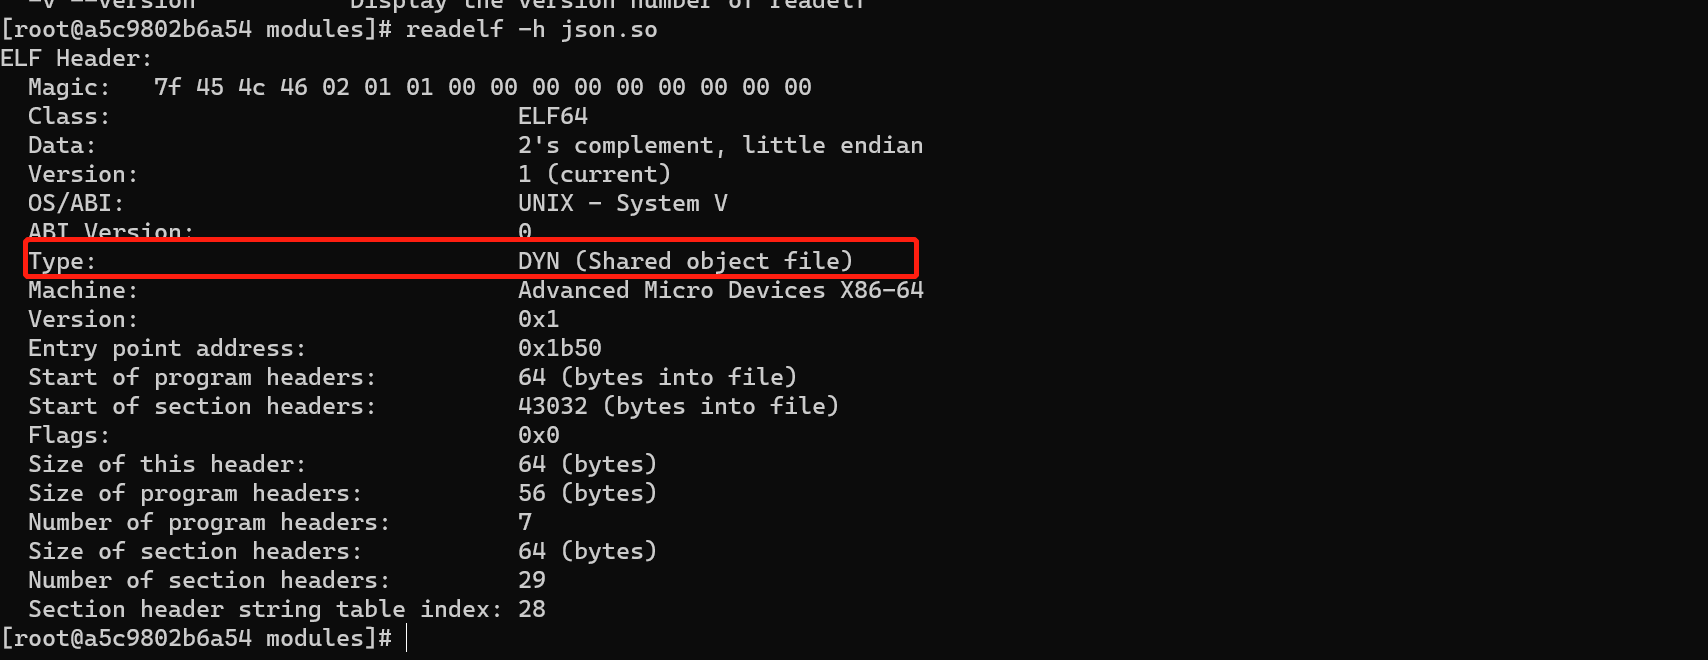 -v --version           Display the version number of readelf
[root@a5c9802b6a54 modules]# readelf -h json.so
ELF Header:
  Magic:   7f 45 4c 46 02 01 01 00 00 00 00 00 00 00 00 00
  Class:                             ELF64
  Data:                              2's complement, little endian
  Version:                           1 (current)
  OS/ABI:                            UNIX - System V
  ABI Version:                       0
  Type:                              DYN (Shared object file)
  Machine:                           Advanced Micro Devices X86-64
  Version:                           0x1
  Entry point address:               0x1b50
  Start of program headers:          64 (bytes into file)
  Start of section headers:          43032 (bytes into file)
  Flags:                             0x0
  Size of this header:               64 (bytes)
  Size of program headers:           56 (bytes)
  Number of program headers:         7
  Size of section headers:           64 (bytes)
  Number of section headers:         29
  Section header string table index: 28
[root@a5c9802b6a54 modules]#